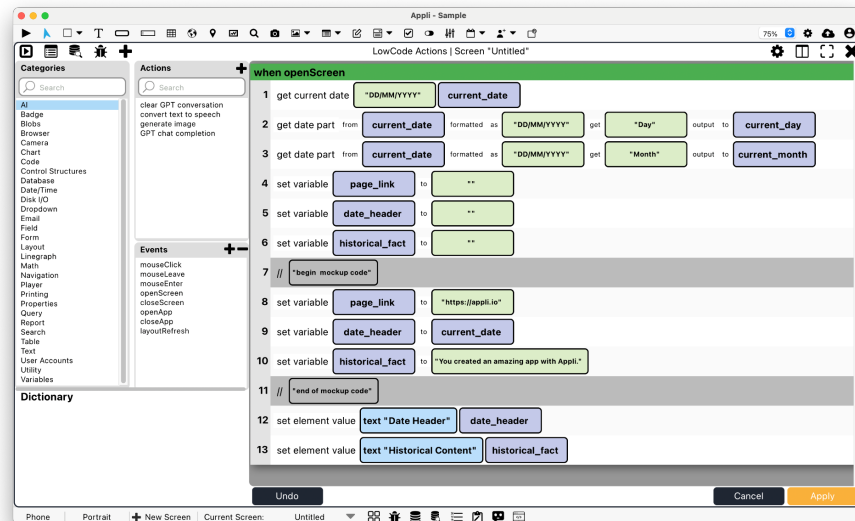 Appli - Sample
T
75%
LowCode Actions | Screen "Untitled"
Categories
Search
AI
Badge
Blobs
Browser
Camera
Chart
Code
Control Structures
Database
Date/Time
Disk I/O
Dropdown
Email
Field
Form
Layout
Linegraph
Math
Navigation
Player
Printing
Properties
Query
Report
Search
Table
Text
User Accounts
Utility
Variables
Actions
Search
clear GPT conversation
convert text to speech
generate image
GPT chat completion
Events
mouseClick
mouseLeave
mouseEnter
openScreen
closeScreen
openApp
closeApp
layoutRefresh
Dictionary
when openScreen
1 get current date "DD/MM/YYYY" current_date
2 get date part from current_date formatted as "DD/MM/YYYY" get "Day" output to current_day
3 get date part from current_date formatted as "DD/MM/YYYY" get "Month" output to current_month
4 set variable page_link to ""
5 set variable date_header to ""
6 set variable historical_fact to ""
7 // "begin mockup code"
8 set variable page_link to "https://appli.io"
9 set variable date_header to current_date
10 set variable historical_fact to "You created an amazing app with Appli."
11 // "end of mockup code"
12 set element value text "Date Header" date_header
13 set element value text "Historical Content" historical_fact
Undo
Cancel
Apply
Phone Portrait New Screen Current Screen: Untitled